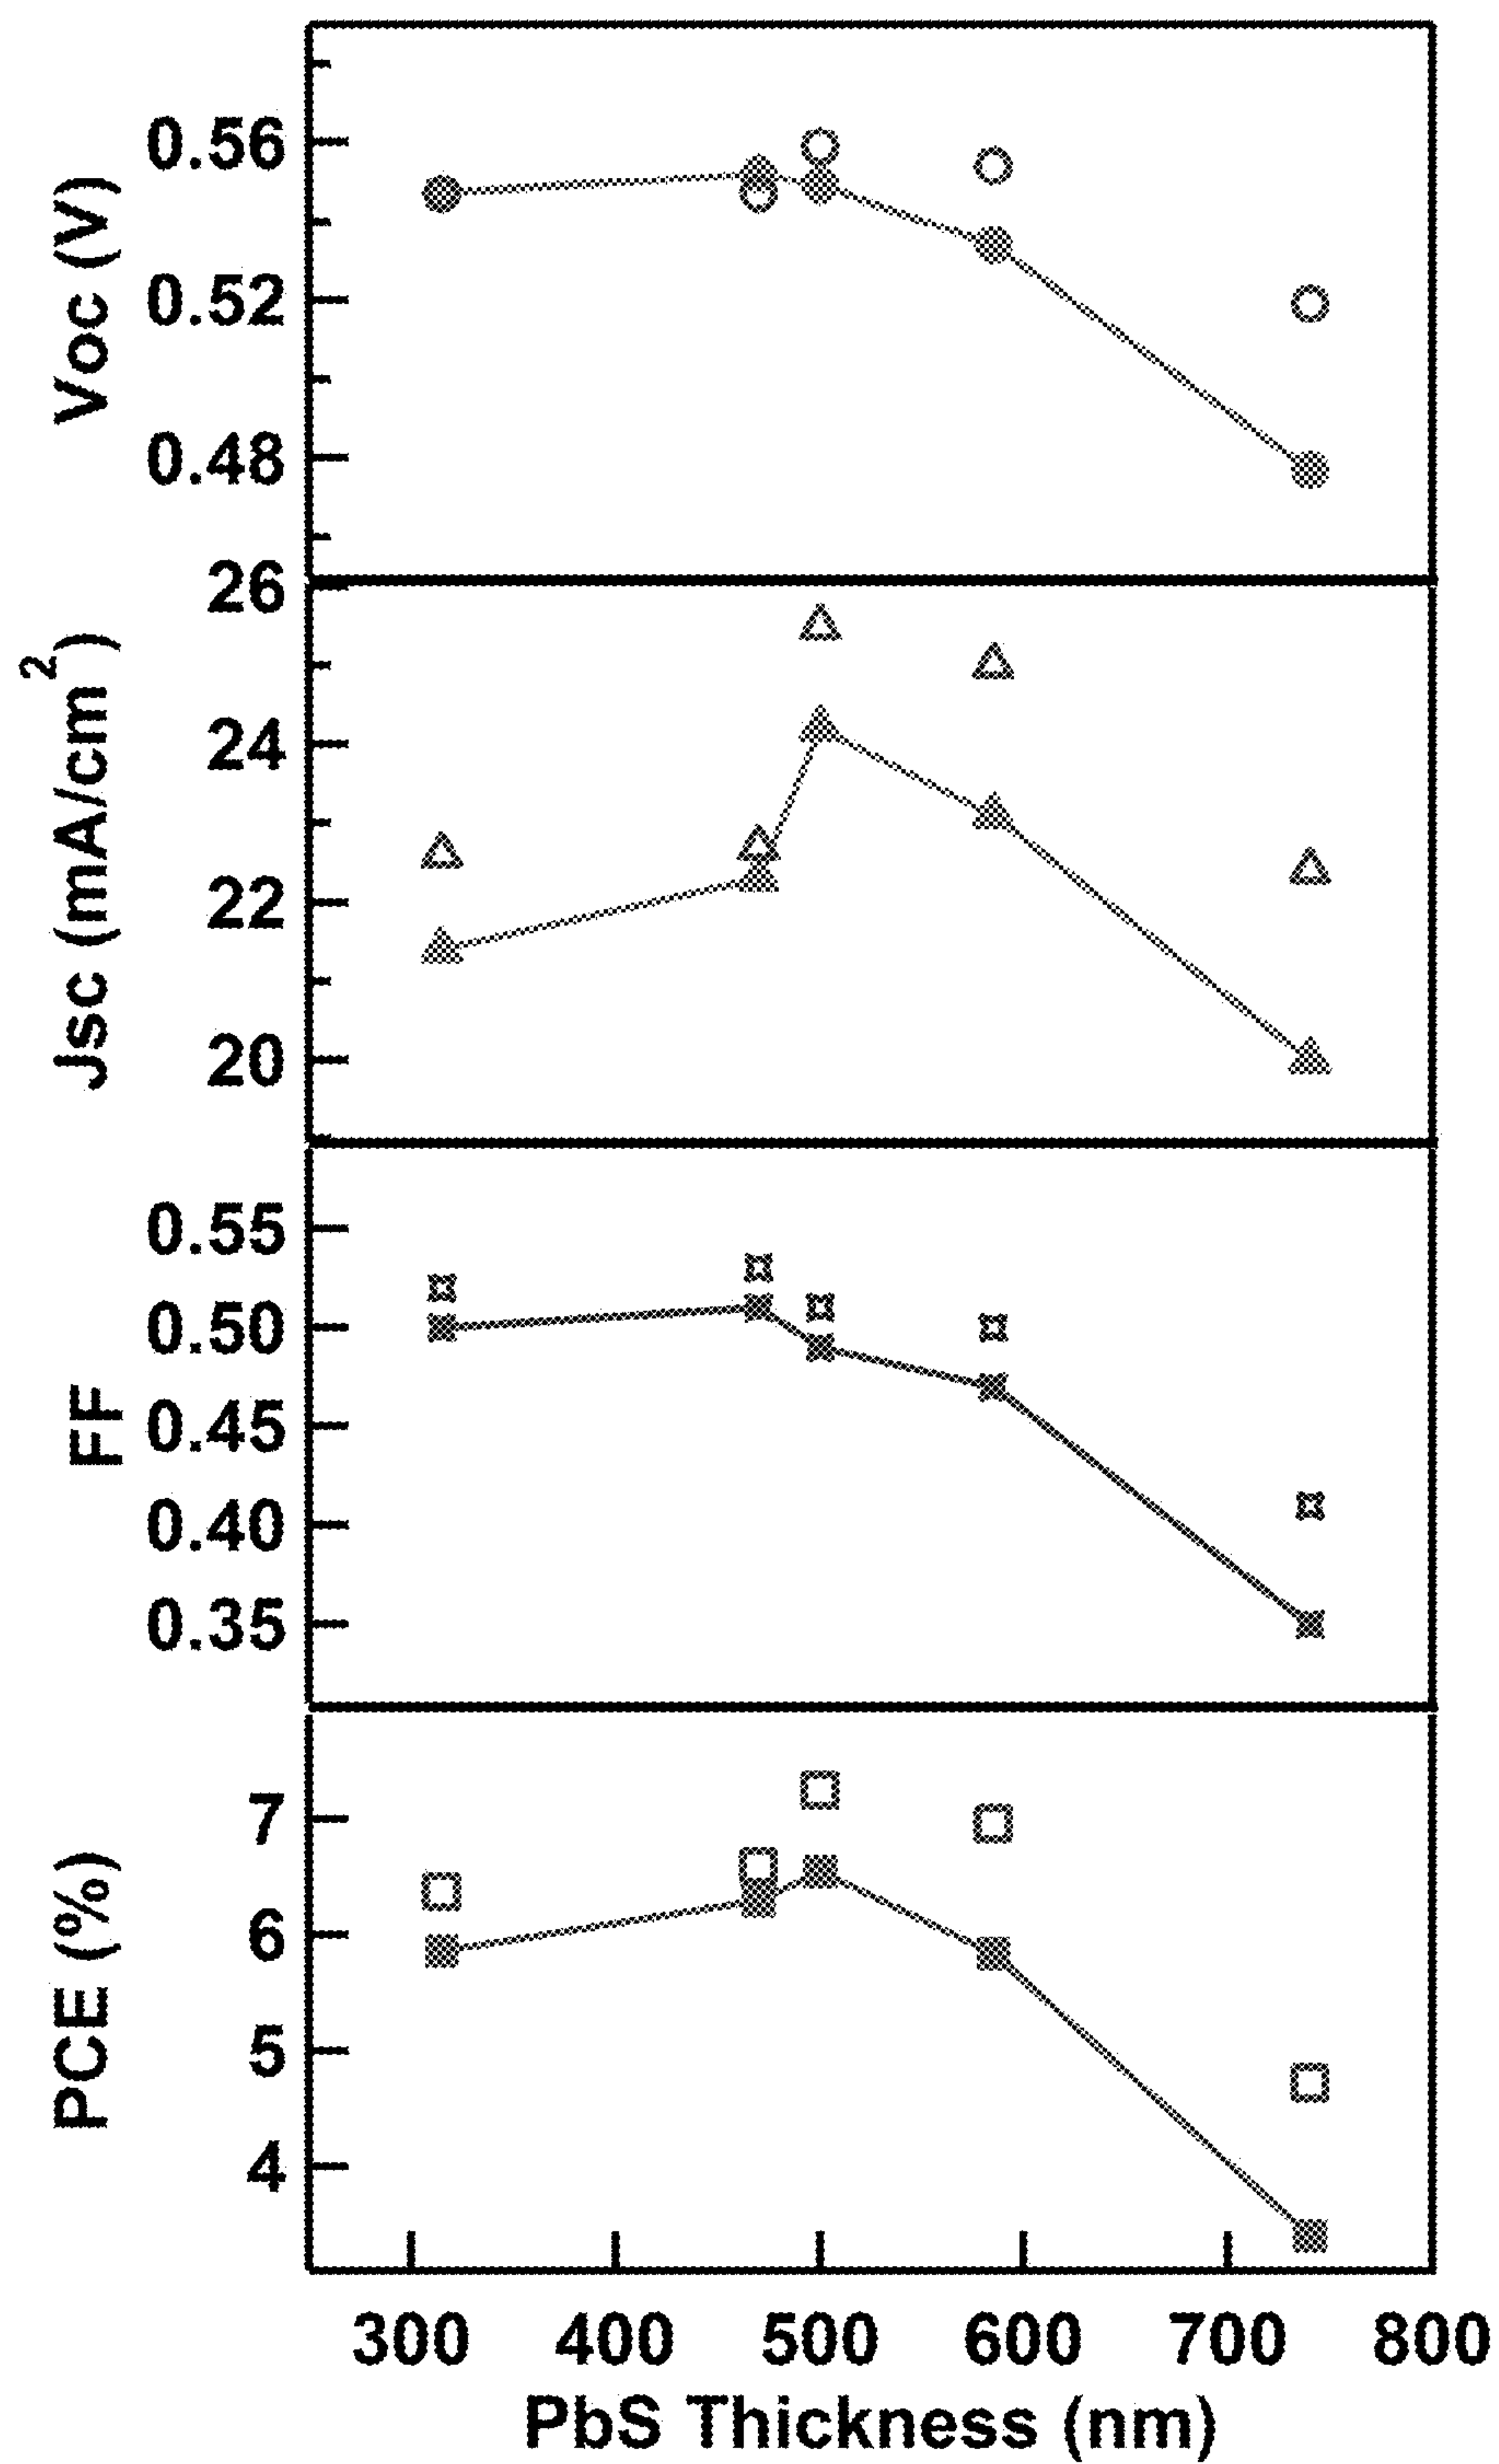 Voc (V)
0.56
0.52
0.48
Jsc (mA/cm²)
26
24
22
20
FF
0.55
0.50
0.45
0.40
0.35
PCE (%)
7
6
5
4
300 400 500 600 700 800
PbS Thickness (nm)